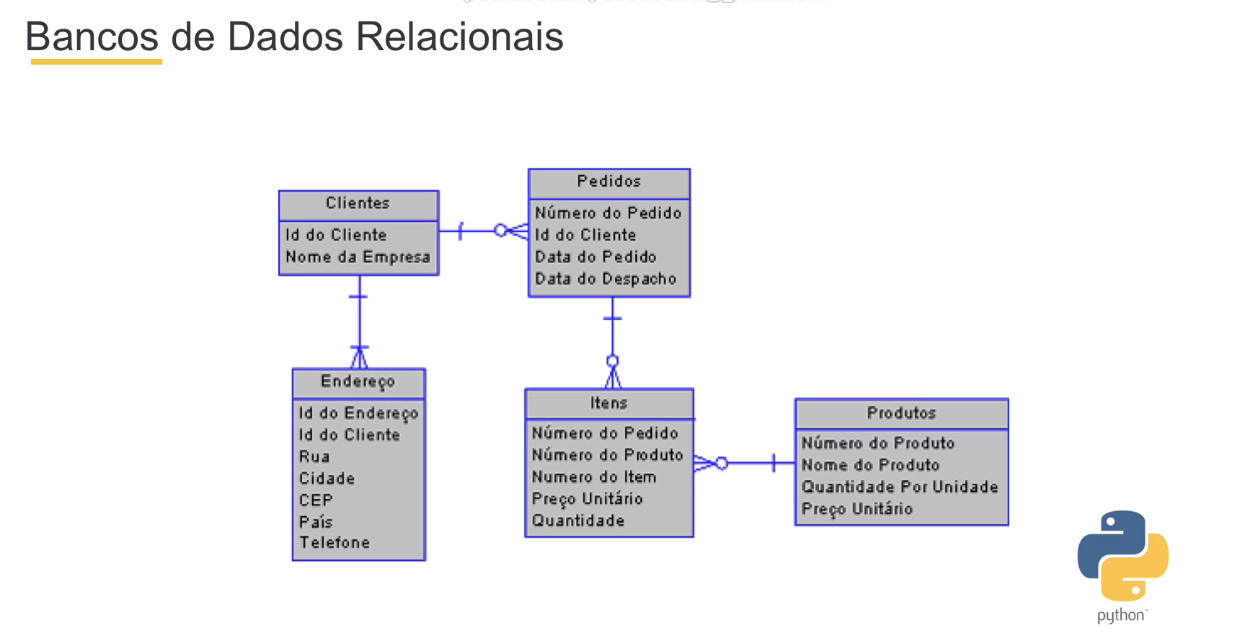 Bancos de Dados Relacionais
Clientes
Id do Cliente
Nome da Empresa
Pedidos
Número do Pedido
Id do Cliente
Data do Pedido
Data do Despacho
Endereço
Id do Endereço
Id do Cliente
Rua
Cidade
CEP
País
Telefone
Itens
Número do Pedido
Número do Produto
Numero do Item
Preço Unitário
Quantidade
Produtos
Número do Produto
Nome do Produto
Quantidade Por Unidade
Preço Unitário
python